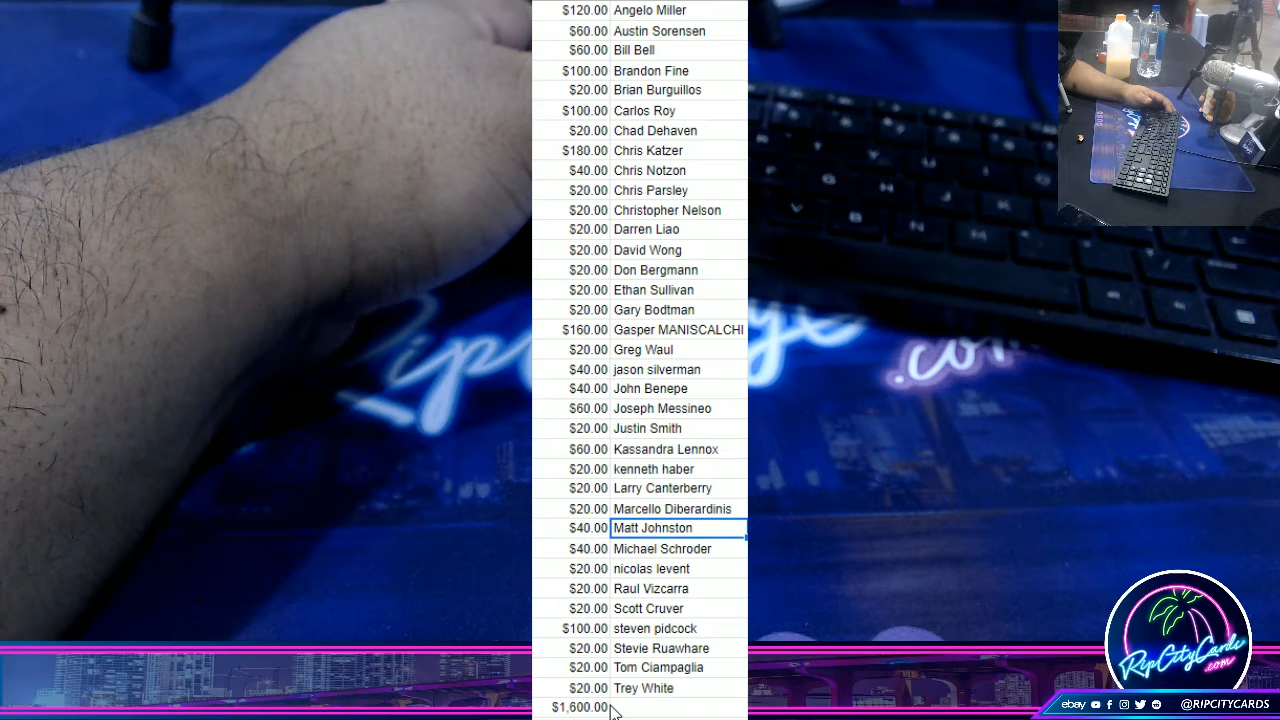 $120.00 Angelo Miller
$60.00 Austin Sorensen
$60.00 Bill Bell
$100.00 Brandon Fine
$20.00 Brian Burguillos
$100.00 Carlos Roy
$20.00 Chad Dehaven
$180.00 Chris Katzer
$40.00 Chris Notzon
$20.00 Chris Parsley
$20.00 Christopher Nelson
$20.00 Darren Liao
$20.00 David Wong
$20.00 Don Bergmann
$20.00 Ethan Sullivan
$20.00 Gary Bodtman
$160.00 Gasper MANISCALCHI
$20.00 Greg Waul
$40.00 jason silverman
$40.00 John Benepe
$60.00 Joseph Messineo
$20.00 Justin Smith
$60.00 Kassandra Lennox
$20.00 kenneth haber
$20.00 Larry Canterberry
$20.00 Marcello Diberardinis
$40.00 Matt Johnston
$40.00 Michael Schroder
$20.00 nicolas levent
$20.00 Raul Vizcarra
$20.00 Scott Cruver
$100.00 steven pidcock
$20.00 Stevie Ruawhare
$20.00 Tom Ciampaglia
$20.00 Trey White
$1,600.00
.com
RipCityCards
.com
ebay
@RIPCITYCARDS